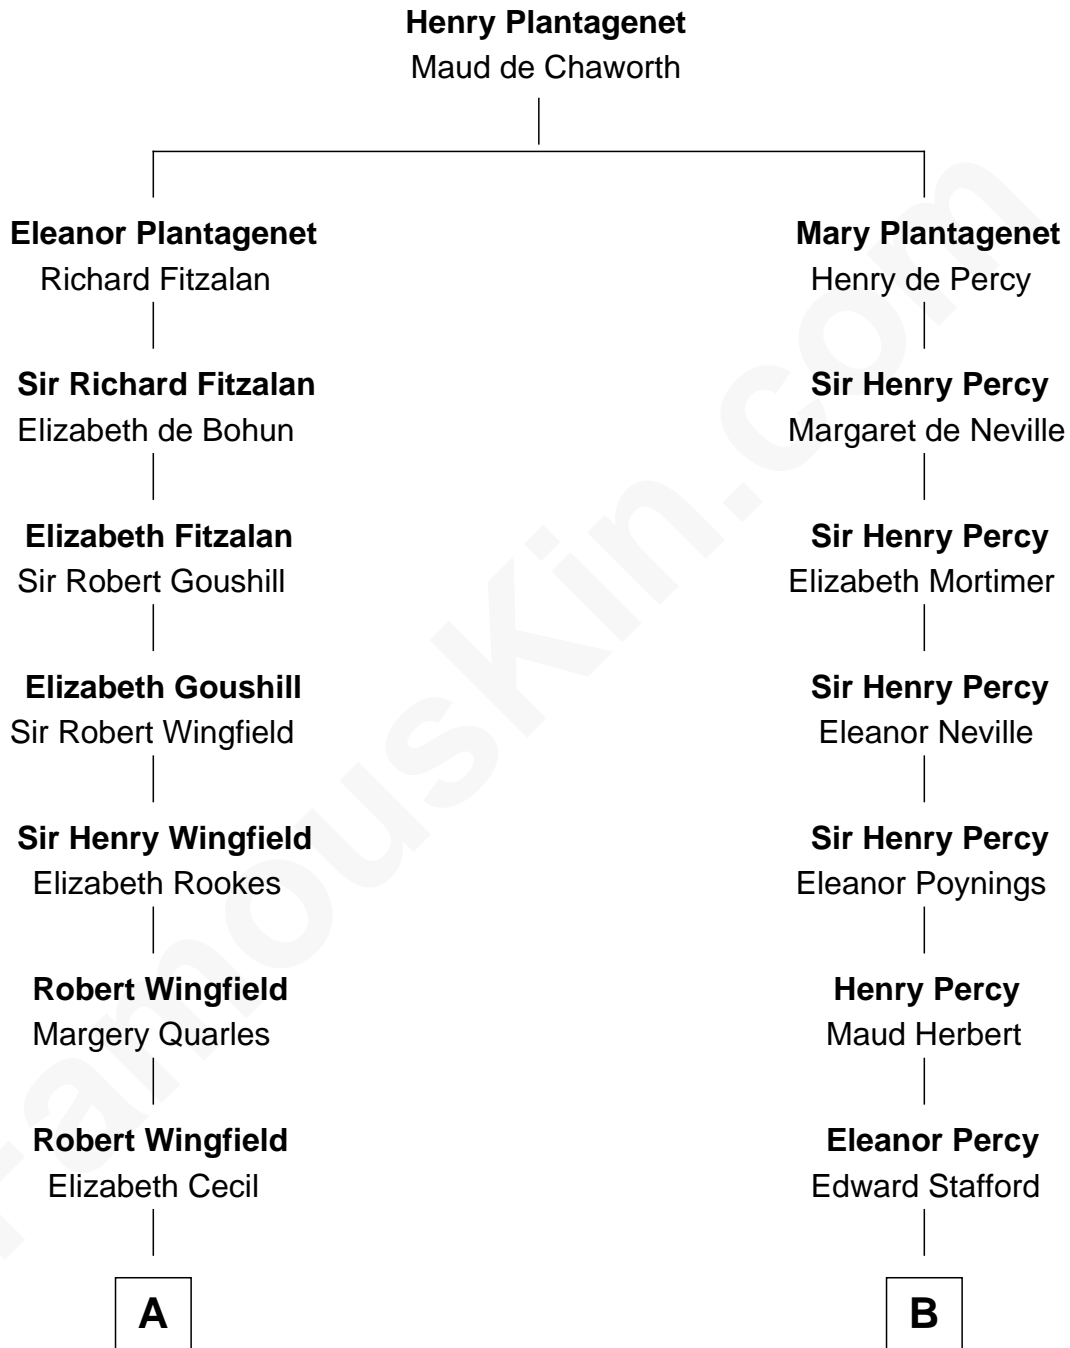 Henry Plantagenet
Maud de Chaworth
Eleanor Plantagenet
Richard Fitzalan
Mary Plantagenet
Henry de Percy
Sir Richard Fitzalan
Elizabeth de Bohun
Sir Henry Percy
Margaret de Neville
Elizabeth Fitzalan
Sir Robert Goushill
Sir Henry Percy
Elizabeth Mortimer
Elizabeth Goushill
Sir Robert Wingfield
Sir Henry Percy
Eleanor Neville
Sir Henry Wingfield
Elizabeth Rookes
Sir Henry Percy
Eleanor Poynings
Robert Wingfield
Margery Quarles
Henry Percy
Maud Herbert
Robert Wingfield
Elizabeth Cecil
Eleanor Percy
Edward Stafford
A
B
FamousKin.com